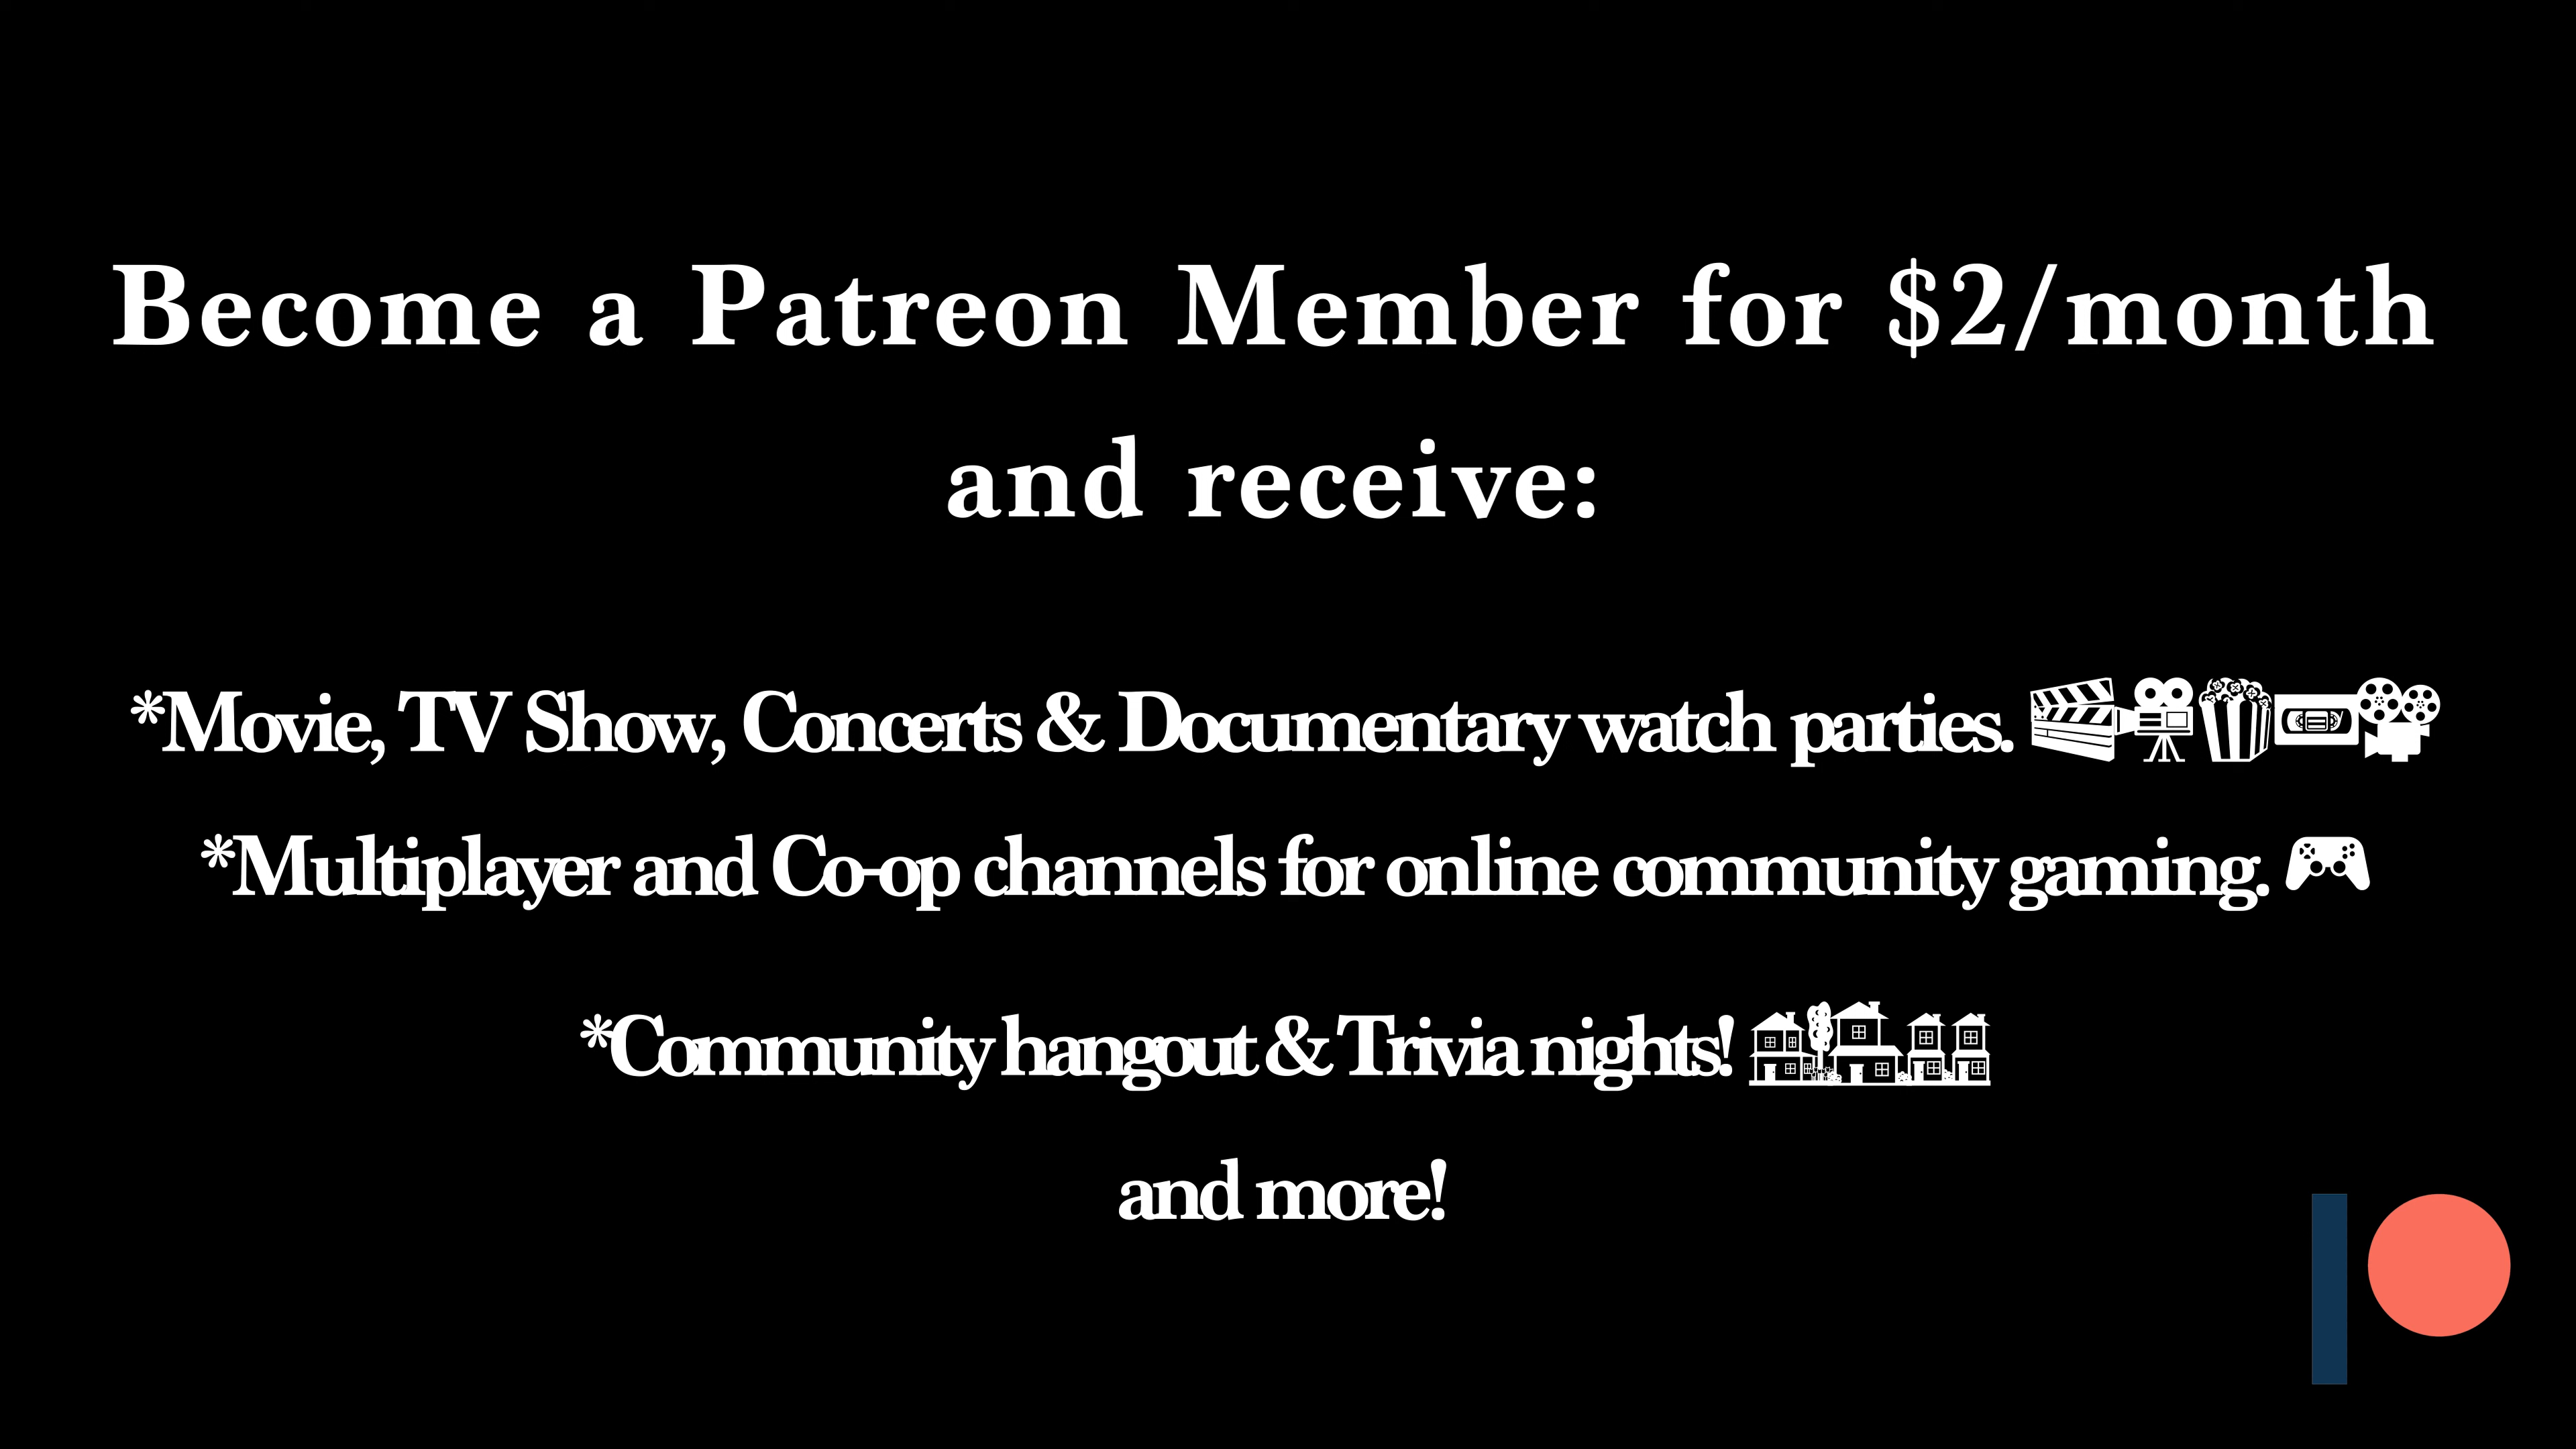 Become a Patreon Member for $2/month
and receive:
*Movie, TV Show, Concerts & Documentary watch parties.
*Multiplayer and Co-op channels for online community gaming.
*Community hangout & Trivia nights!
and more!